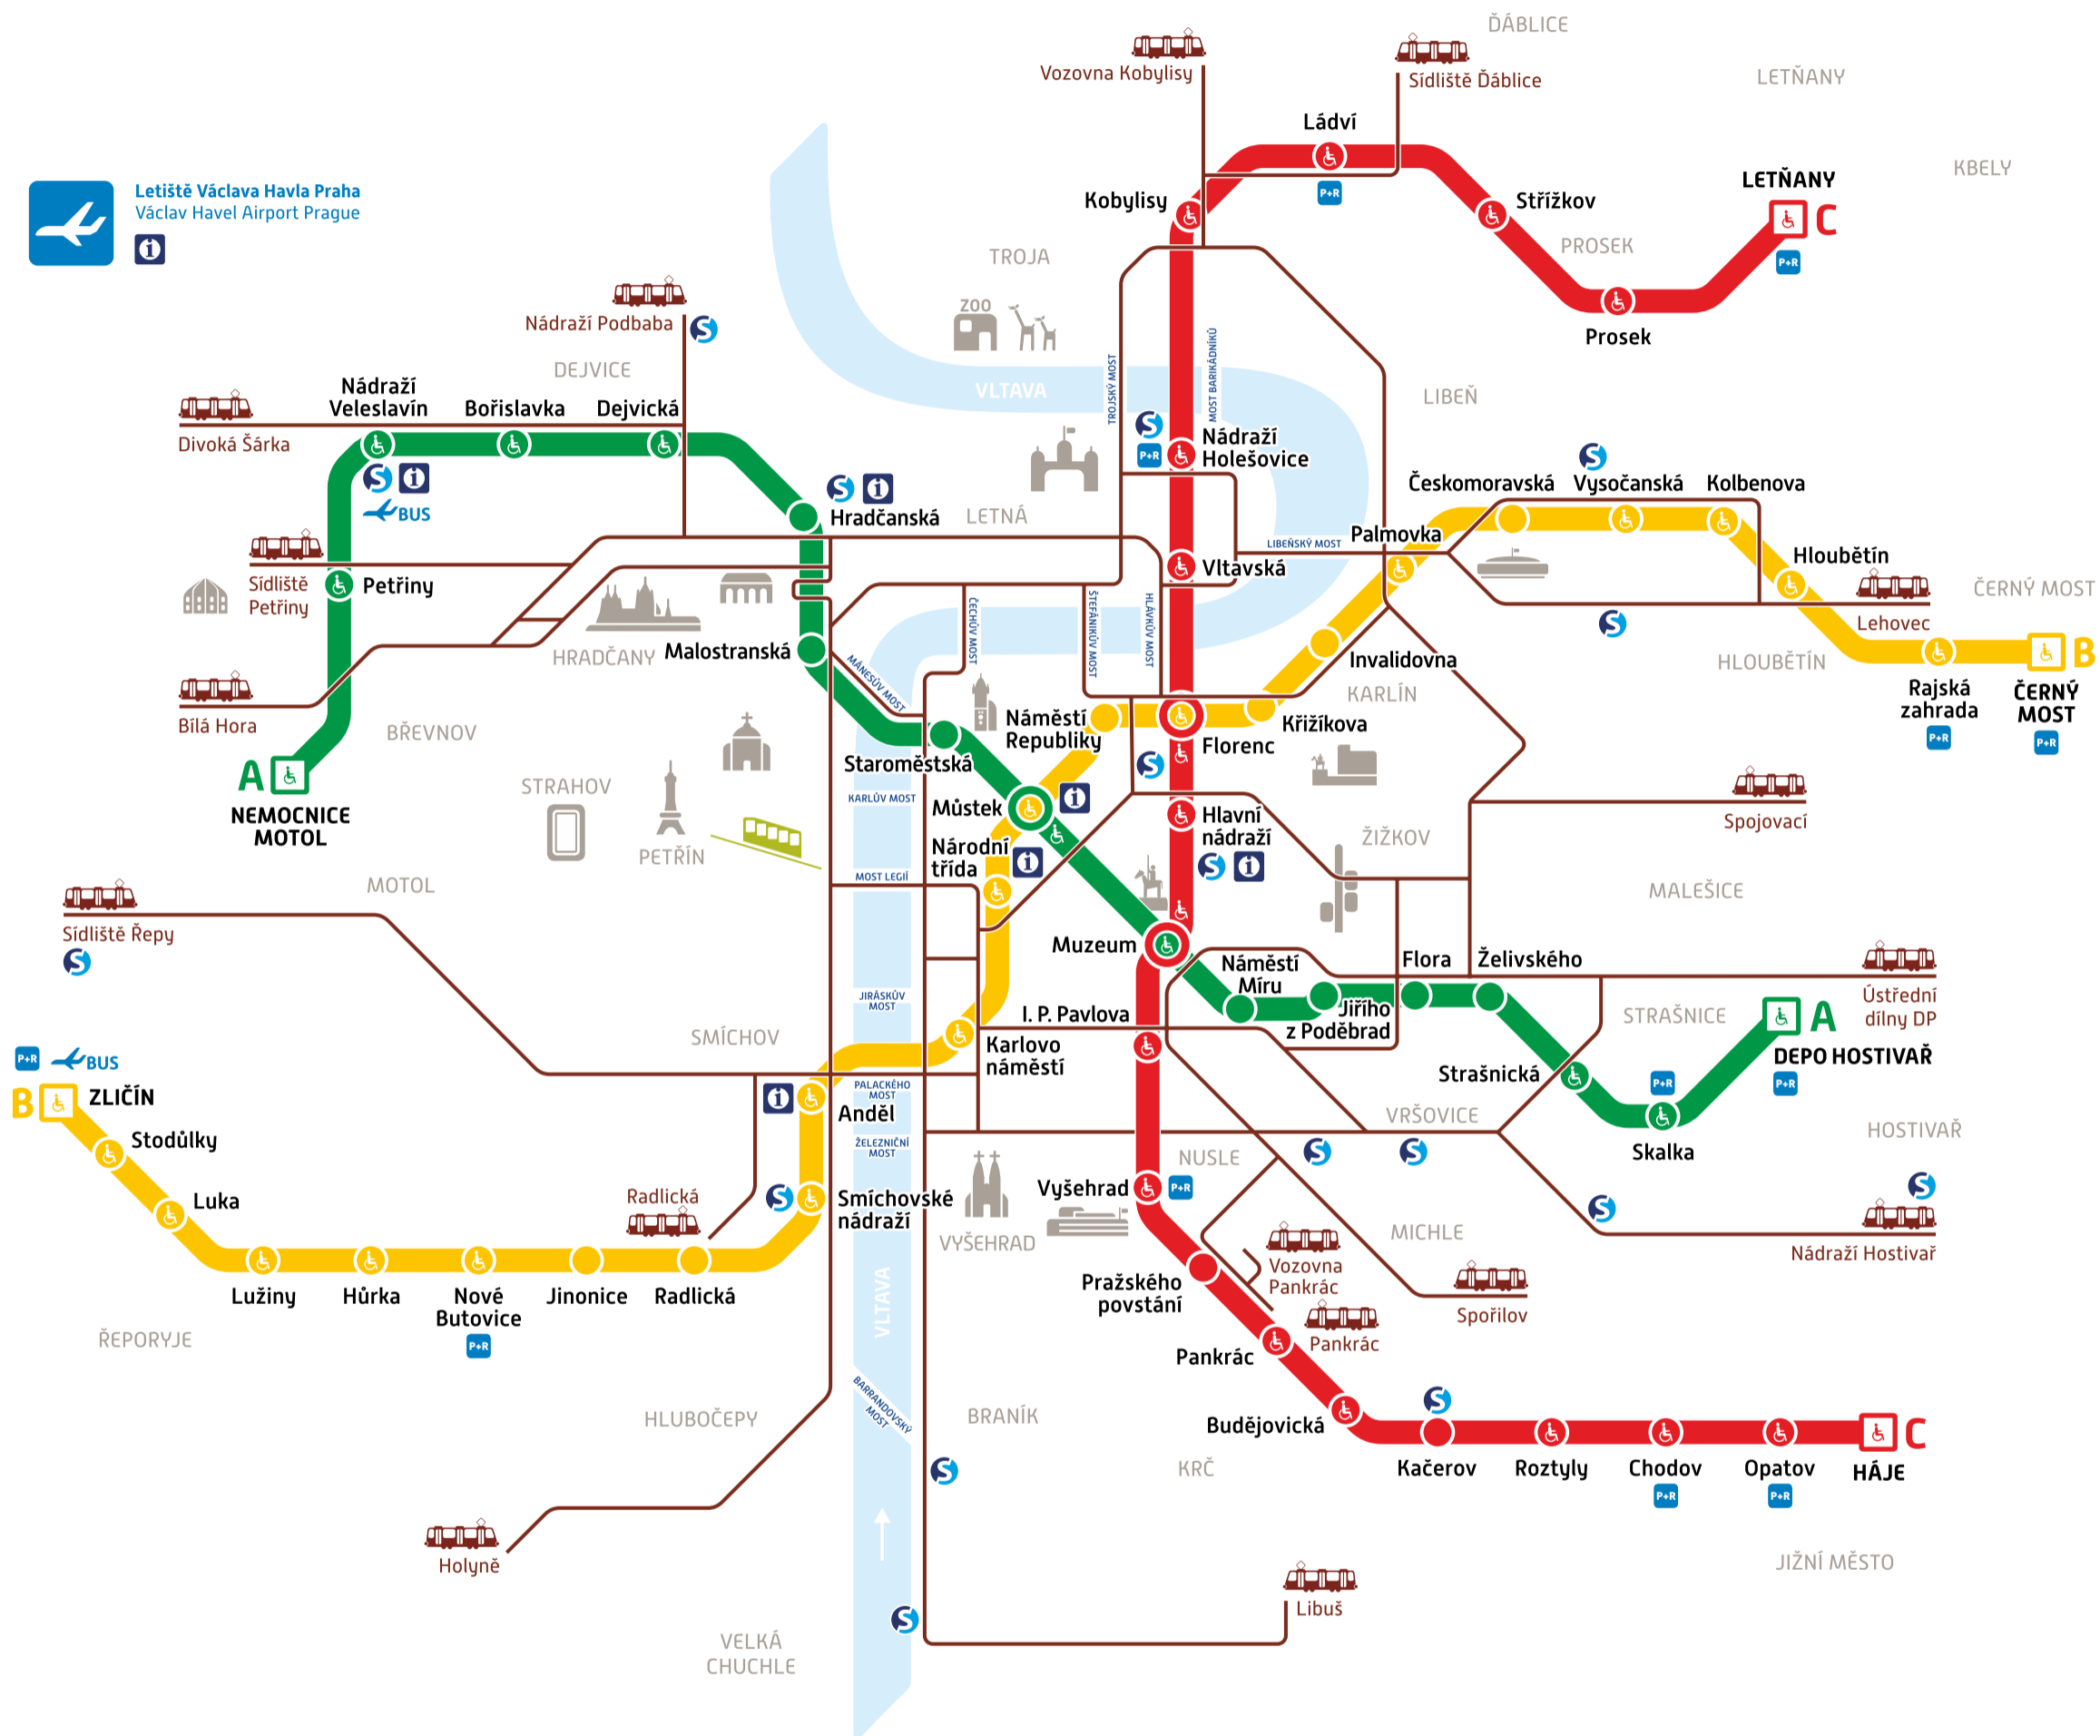 ĎÁBLICE
Vozovna Kobylisy
Sídliště Ďáblice
LETŇANY
Ládví
P+R
KBELY
Letiště Václava Havla Praha
Václav Havel Airport Prague
i
Kobylisy
Střížkov
LETŇANY
C
P+R
PROSEK
TROJA
ZOO
Prosek
Nádraží Podbaba
S
DEJVICE
VLTAVA
TROJSKÝ MOST
MOST BARIKÁDNÍKŮ
LIBEŇ
Divoká Šárka
Nádraží
Veleslavín
Bořislavka
Dejvická
S
i
BUS
S
P+R
Nádraží
Holešovice
S
Českomoravská
Vysočanská
Kolbenova
S
i
Hradčanská
LETNÁ
Palmovka
LIBEŇSKÝ MOST
Hloubětín
Vltavská
Sídliště
Petřiny
Petřiny
Lehovec
S
ČERNÝ MOST
ČECHŮV MOST
ŠTEFÁNIKŮV MOST
HLÁVKŮV MOST
HRADČANY
Malostranská
MÁNESŮV MOST
Invalidovna
HLOUBĚTÍN
KARLÍN
B
Bílá Hora
BŘEVNOV
Náměstí
Republiky
Křižíkova
Florenc
S
Rajská
zahrada
P+R
ČERNÝ
MOST
P+R
A
NEMOCNICE
MOTOL
STRAHOV
Staroměstská
KARLŮV MOST
Můstek
i
Hlavní
nádraží
S
i
ŽIŽKOV
Spojovací
PETŘÍN
Národní
třída
i
MOST LEGIÍ
MOTOL
MALEŠICE
Sídliště Řepy
S
Muzeum
Náměstí
Míru
Flora
Želivského
Ústřední
dílny DP
JIRÁSKŮV
MOST
I. P. Pavlova
Jiřího
z Poděbrad
STRAŠNICE
A
DEPO HOSTIVAŘ
P+R
SMÍCHOV
Karlovo
náměstí
P+R
BUS
B
ZLIČÍN
Strašnická
P+R
PALACKÉHO
MOST
i
Anděl
VRŠOVICE
Stodůlky
ŽELEZNIČNÍ
MOST
HOSTIVAŘ
Skalka
NUSLE
S
S
Luka
Radlická
S
Smíchovské
nádraží
Vyšehrad
P+R
S
S
VYŠEHRAD
MICHLE
Nádraží Hostivař
Vozovna
Pankrác
Lužiny
Hůrka
Nové
Butovice
P+R
Jinonice
Radlická
VLTAVA
Pražského
povstání
Spořilov
ŘEPORYJE
Pankrác
Pankrác
BARRANDOVSKÝ
MOST
HLUBOČEPY
BRANÍK
Budějovická
S
C
S
KRČ
Kačerov
Roztyly
Chodov
P+R
Opatov
P+R
HÁJE
Holyně
JIŽNÍ MĚSTO
Libuš
S
VELKÁ
CHUCHLE